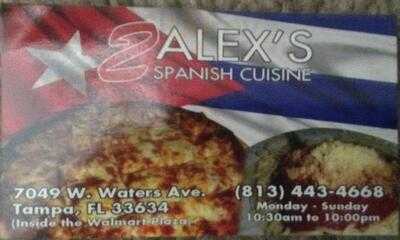 2 ALEX'S
SPANISH CUISINE
7049 W. Waters Ave.
Tampa, FL 33634
(Inside the Walmart Plaza)
(813) 443-4668
Monday - Sunday
10:30am to 10:00pm